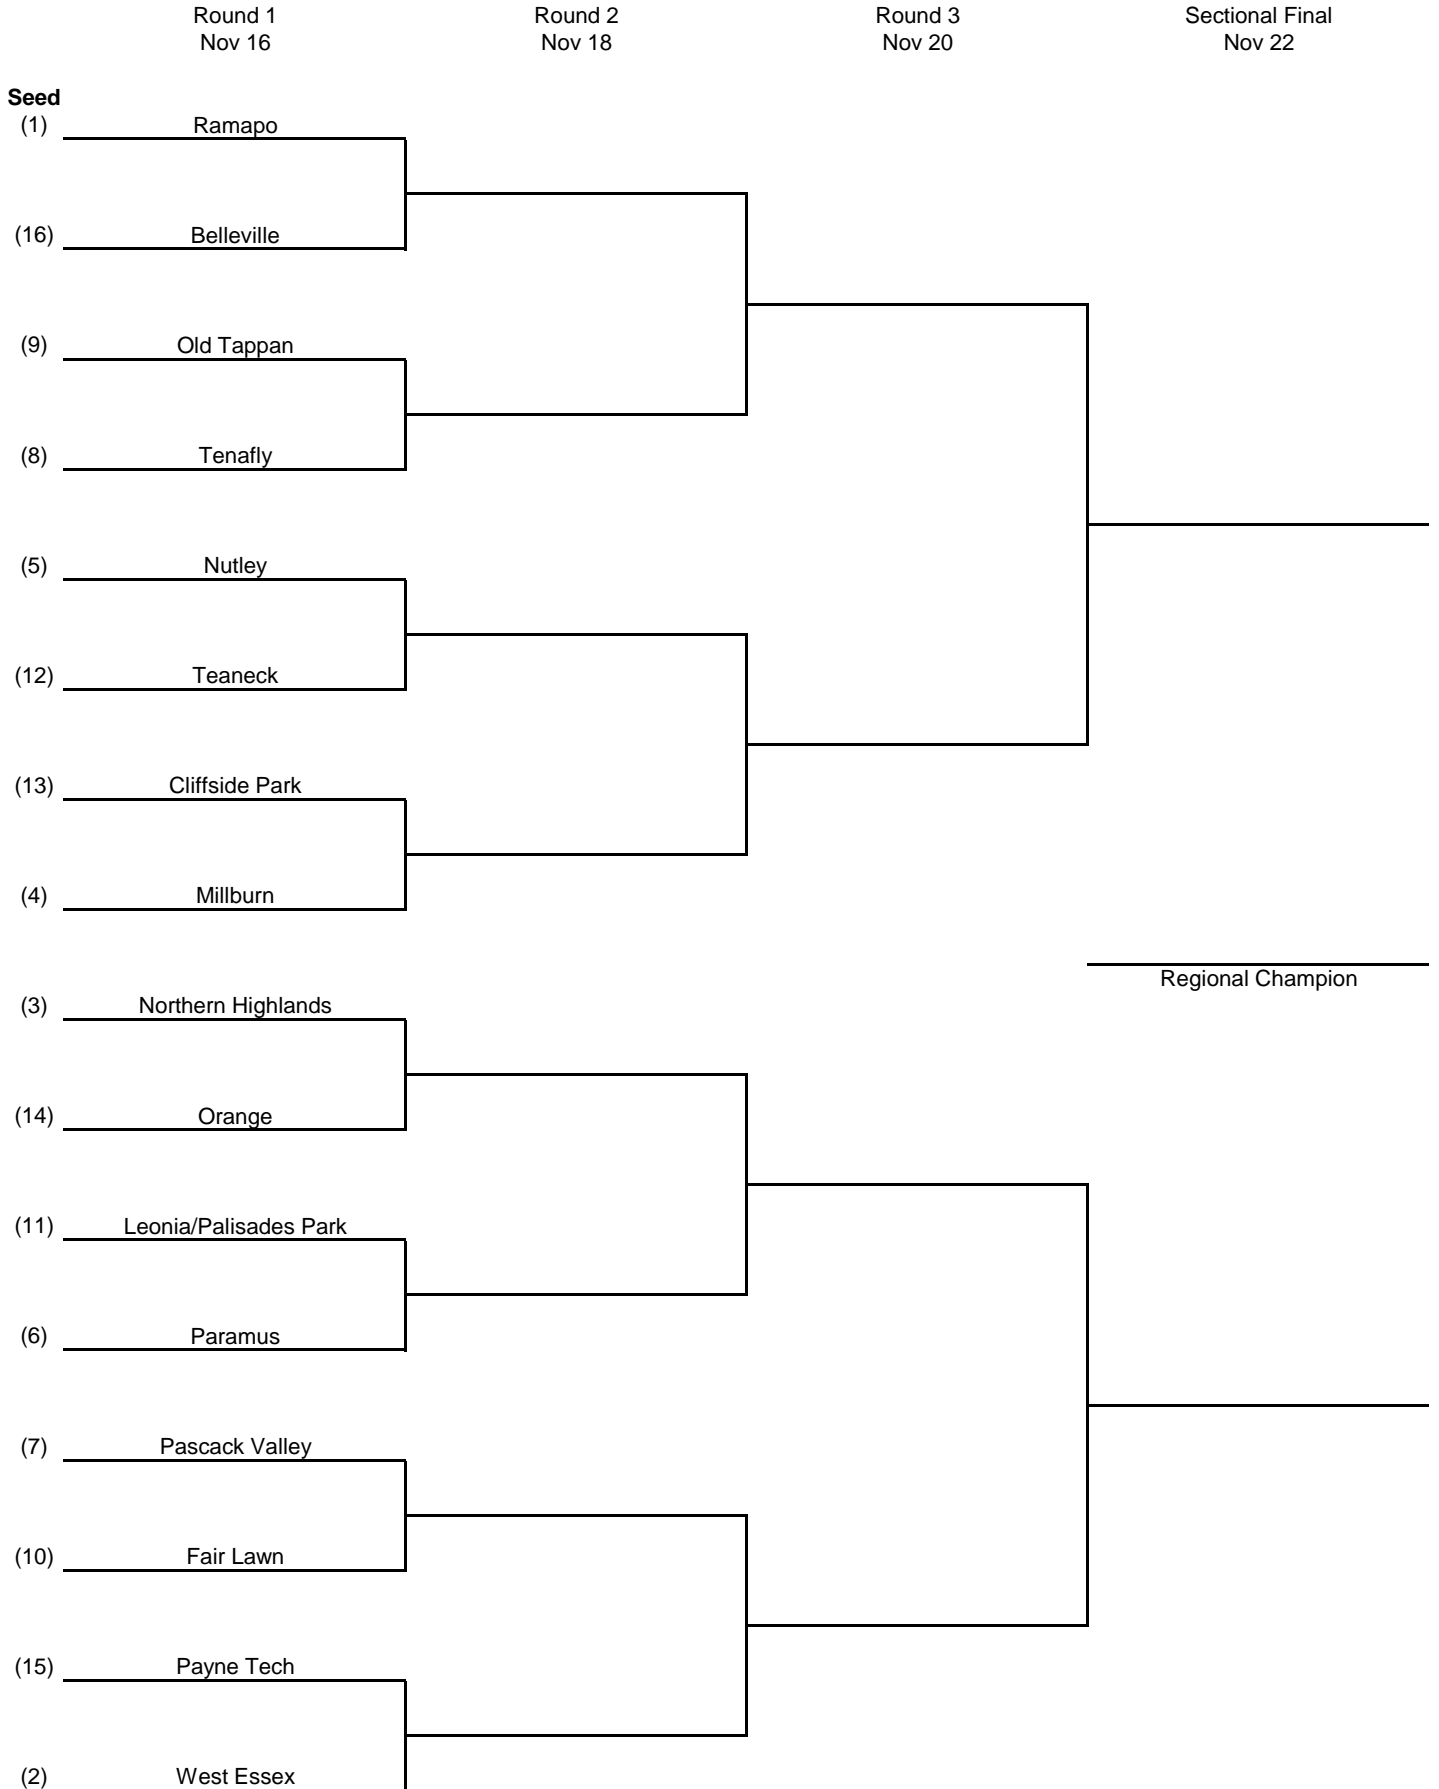 Round 1 Round 2 Round 3 Sectional Final
Nov 16 Nov 18 Nov 20 Nov 22
Seed
(1) Ramapo
(16) Belleville
(9) Old Tappan
(8) Tenafly
(5) Nutley
(12) Teaneck
(13) Cliffside Park
(4) Millburn
Regional Champion
(3) Northern Highlands
(14) Orange
(11) Leonia/Palisades Park
(6) Paramus
(7) Pascack Valley
(10) Fair Lawn
(15) Payne Tech
(2) West Essex